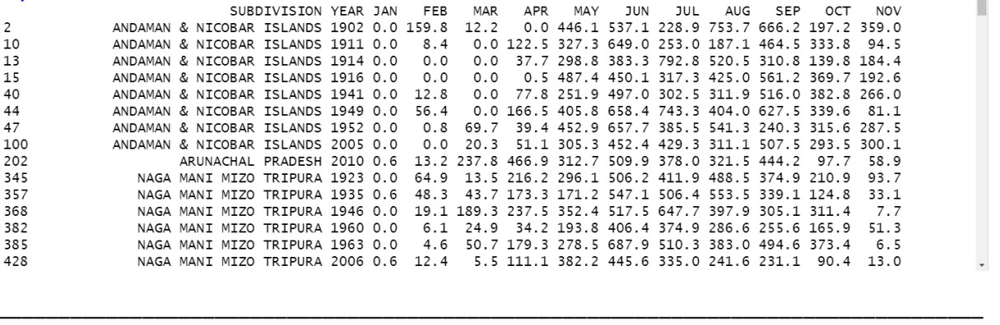 SUBDIVISION YEAR JAN FEB MAR APR MAY JUN JUL AUG SEP OCT NOV
2 ANDAMAN & NICOBAR ISLANDS 1902 0.0 159.8 12.2 0.0 446.1 537.1 228.9 753.7 666.2 197.2 359.0
10 ANDAMAN & NICOBAR ISLANDS 1911 0.0 8.4 0.0 122.5 327.3 649.0 253.0 187.1 464.5 333.8 94.5
13 ANDAMAN & NICOBAR ISLANDS 1914 0.0 0.0 0.0 37.7 298.8 383.3 792.8 520.5 310.8 139.8 184.4
15 ANDAMAN & NICOBAR ISLANDS 1916 0.0 0.0 0.0 0.5 487.4 450.1 317.3 425.0 561.2 369.7 192.6
40 ANDAMAN & NICOBAR ISLANDS 1941 0.0 12.8 0.0 77.8 251.9 497.0 302.5 311.9 516.0 382.8 266.0
44 ANDAMAN & NICOBAR ISLANDS 1949 0.0 56.4 0.0 166.5 405.8 658.4 743.3 404.0 627.5 339.6 81.1
47 ANDAMAN & NICOBAR ISLANDS 1952 0.0 0.8 69.7 39.4 452.9 657.7 385.5 541.3 240.3 315.6 287.5
100 ANDAMAN & NICOBAR ISLANDS 2005 0.0 0.0 20.3 51.1 305.3 452.4 429.3 311.1 507.5 293.5 300.1
202 ARUNACHAL PRADESH 2010 0.6 13.2 237.8 466.9 312.7 509.9 378.0 321.5 444.2 97.7 58.9
345 NAGA MANI MIZO TRIPURA 1923 0.0 64.9 13.5 216.2 296.1 506.2 411.9 488.5 374.9 210.9 93.7
357 NAGA MANI MIZO TRIPURA 1935 0.6 48.3 43.7 173.3 171.2 547.1 506.4 553.5 339.1 124.8 33.1
368 NAGA MANI MIZO TRIPURA 1946 0.0 19.1 189.3 237.5 352.4 517.5 647.7 397.9 305.1 311.4 7.7
382 NAGA MANI MIZO TRIPURA 1960 0.0 6.1 24.9 34.2 193.8 406.4 374.9 286.6 255.6 165.9 51.3
385 NAGA MANI MIZO TRIPURA 1963 0.0 4.6 50.7 179.3 278.5 687.9 510.3 383.0 494.6 373.4 6.5
428 NAGA MANI MIZO TRIPURA 2006 0.6 12.4 5.5 111.1 382.2 445.6 335.0 241.6 231.1 90.4 13.0